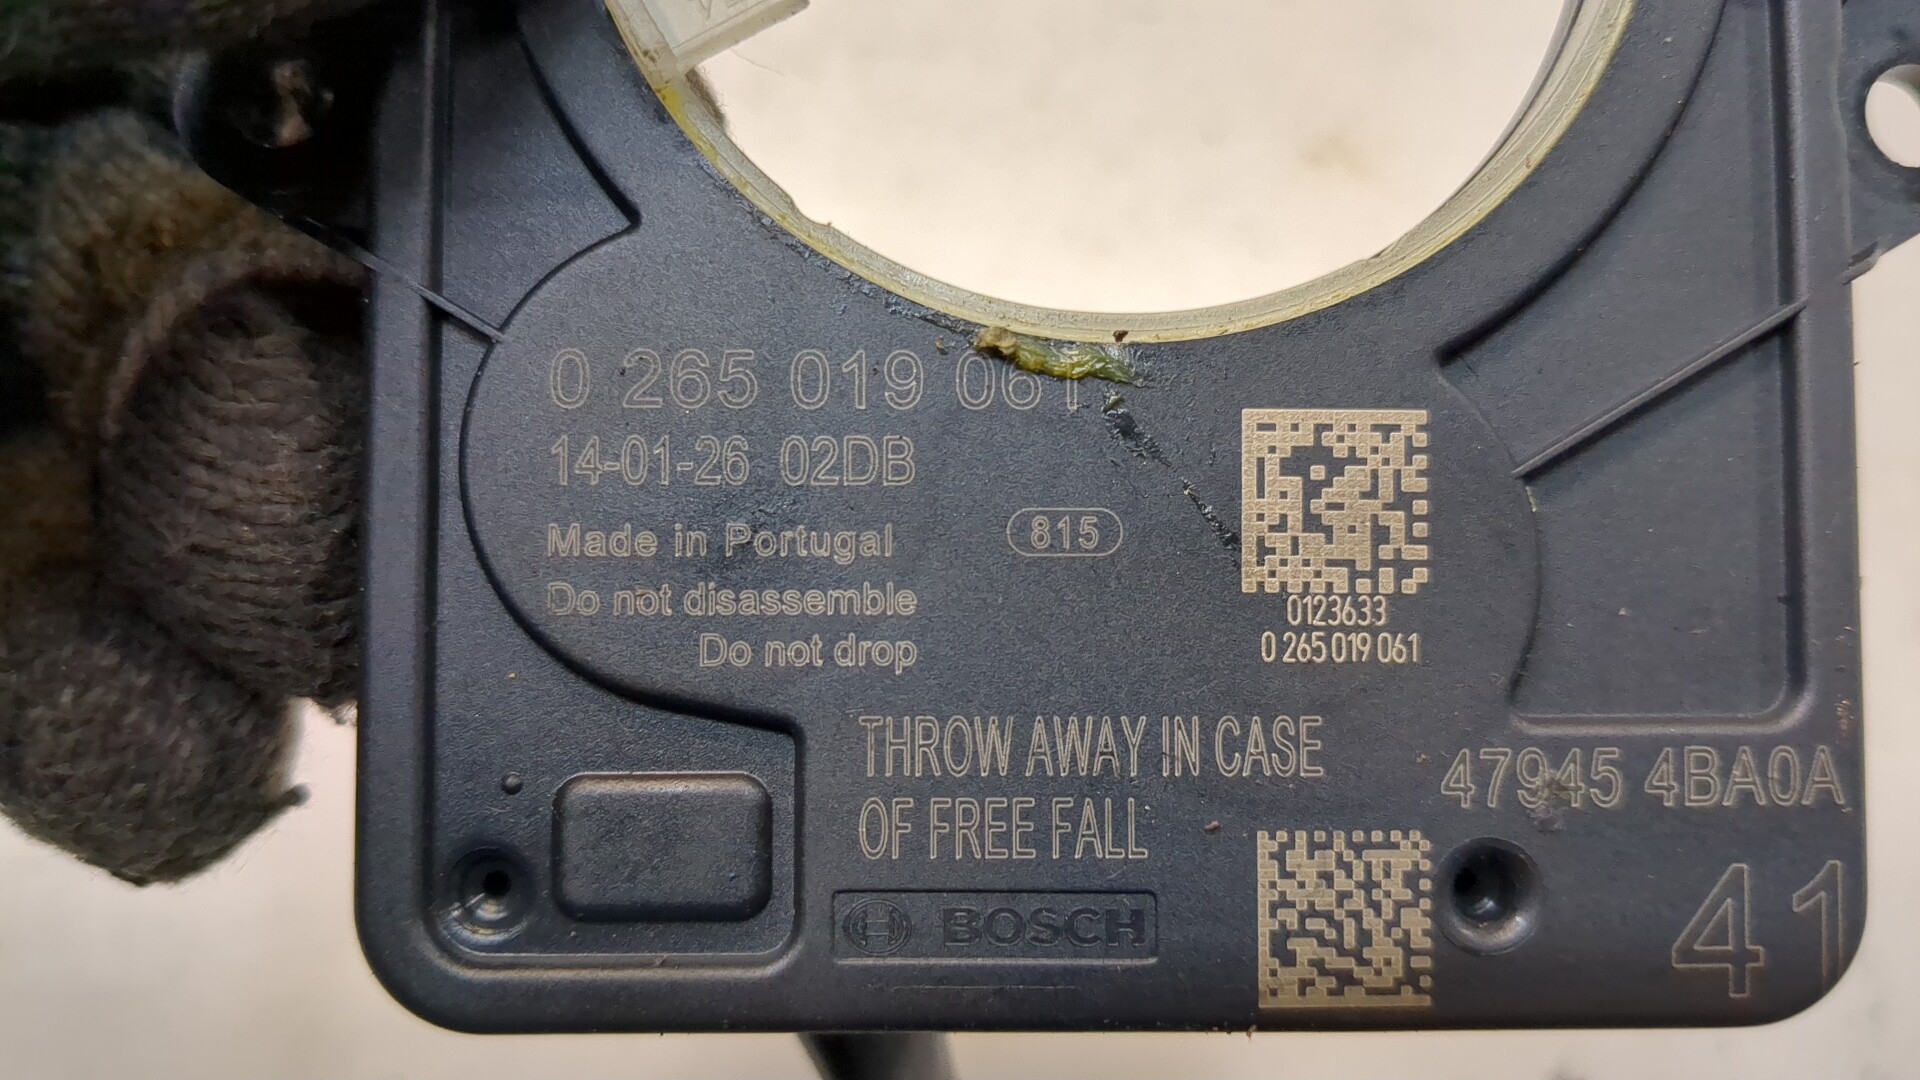 0 265 019 061
14-01-26 02DB
Made in Portugal
815
Do not disassemble
Do not drop
0123633
0 265 019 061
THROW AWAY IN CASE
OF FREE FALL
47945 4BA0A
BOSCH
41